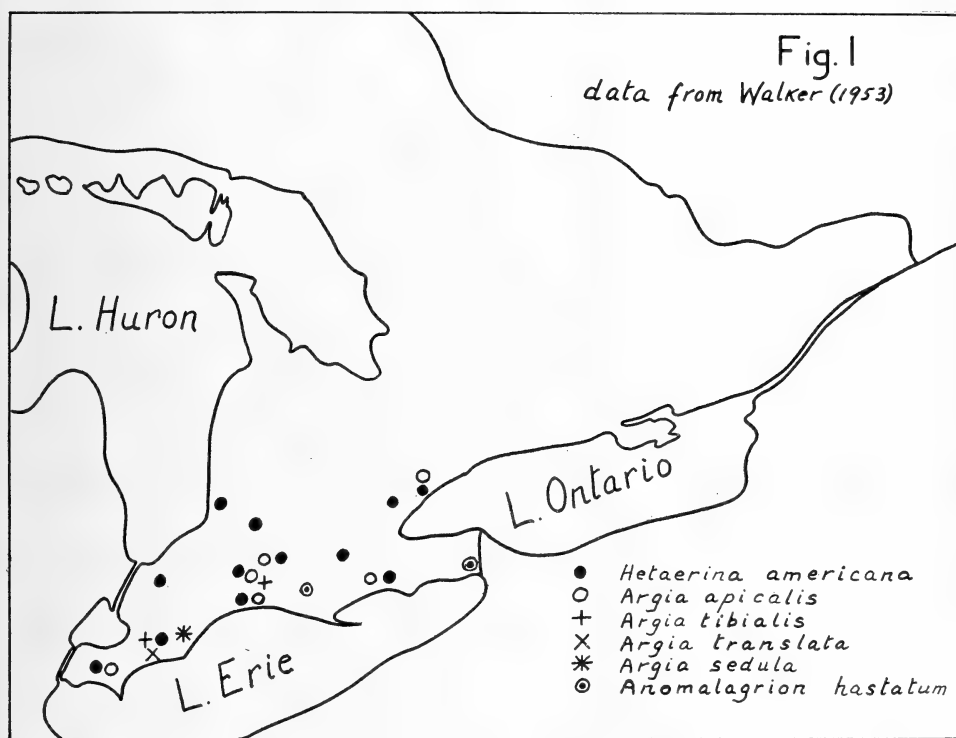 Fig. 1
data from Walker (1953)
L. Huron
L. Ontario
L. Erie
Hetaerina americana
Argia apicalis
Argia tibialis
Argia translata
Argia sedula
Anomalagrion hastatum